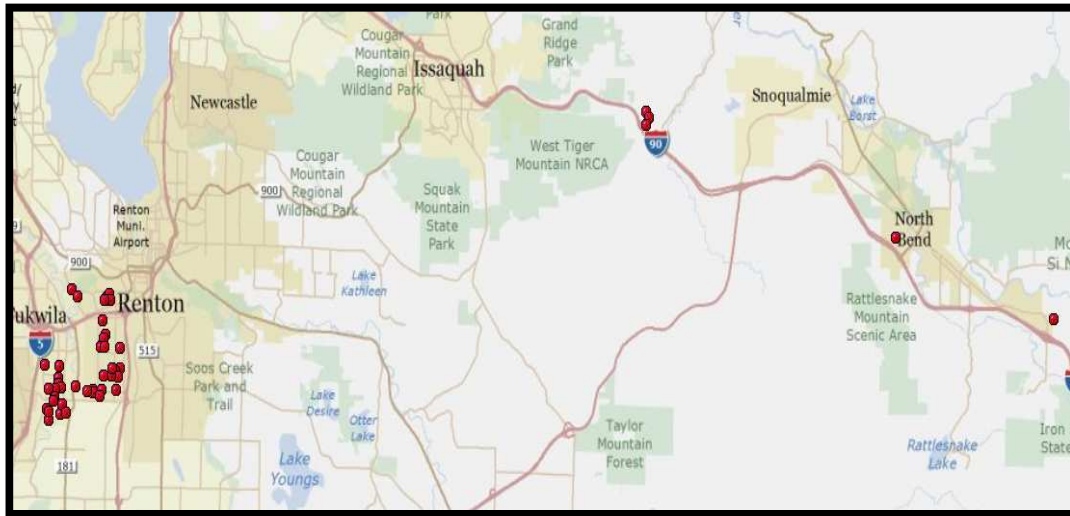 Park
Grand
Ridge
Park
Cougar
Mountain
Regional
Wildland Park
Issaquah
Newcastle
Snoqualmie
Lake
Borst
90
West Tiger
Mountain NRCA
Cougar
Mountain
Regional
Wildland Park
900
Squak
Mountain
State
Park
Renton
Muni.
Airport
North
Bend
900
Lake
Kathleen
Renton
Tukwila
5
515
Rattlesnake
Mountain
Scenic Area
Soos Creek
Park and
Trail
Lake
Desire
Otter
Lake
Taylor
Mountain
Forest
Iron
State
Rattlesnake
Lake
Lake
Youngs
181